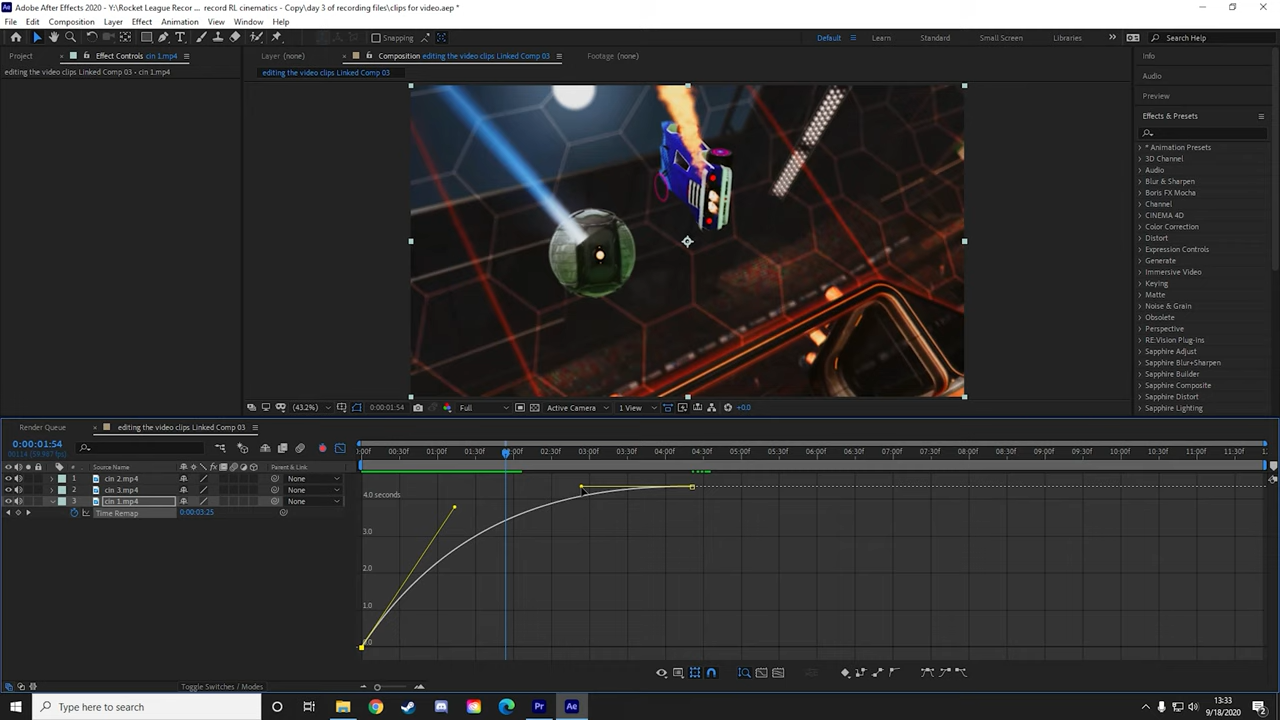 Adobe After Effects 2020 - Y:\Rocket League Recor ... record RL cinematics - Copy\day 3 of recording files\clips for video.aep *
File Edit Composition Layer Effect Animation View Window Help
Snapping Default Learn Standard Small Screen Libraries Search Help
Project Effect Controls cin 1.mp4 Layer (none) Composition editing the video clips Linked Comp 03 Footage (none) Info
editing the video clips Linked Comp 03 • cin 1.mp4 editing the video clips Linked Comp 03
Audio
Preview
Effects & Presets
* Animation Presets
3D Channel
Audio
Blur & Sharpen
Boris FX Mocha
Channel
CINEMA 4D
Color Correction
Distort
Expression Controls
Generate
Immersive Video
Keying
Matte
Noise & Grain
Obsolete
Perspective
RE:Vision Plug-ins
Sapphire Adjust
Sapphire Blur+Sharpen
Sapphire Builder
Sapphire Composite
Sapphire Distort
Sapphire Lighting
(43.2%) 0:00:01:54 Full Active Camera 1 View +0.0
Render Queue editing the video clips Linked Comp 03
0:00:01:54
00114 (59.987 fps)
:00f 00:30f 01:00f 01:30f 02:00f 02:30f 03:00f 03:30f 04:00f 04:30f 05:00f 05:30f 06:00f 06:30f 07:00f 07:30f 08:00f 08:30f 09:00f 09:30f 10:00f 10:30f 11:00f 11:30f
# Source Name Parent & Link
1 cin 2.mp4 None
2 cin 3.mp4 None
3 cin 1.mp4 None
Time Remap 0:00:03:25
4.0 seconds
3.0
2.0
1.0
0.0
Toggle Switches / Modes
Type here to search
13:33
9/18/2020